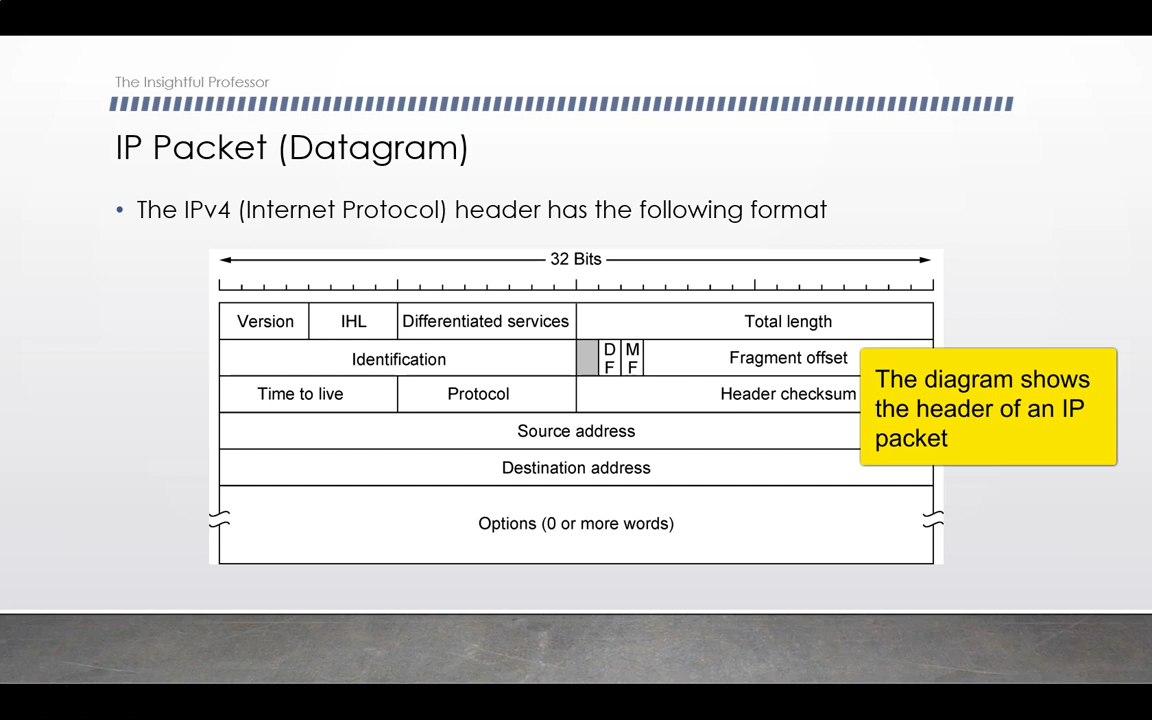 The Insightful Professor
IP Packet (Datagram)
• The IPv4 (Internet Protocol) header has the following format
32 Bits
Version IHL Differentiated services Total length
Identification D F M F Fragment offset
Time to live Protocol Header checksum
The diagram shows
the header of an IP
packet
Source address
Destination address
Options (0 or more words)